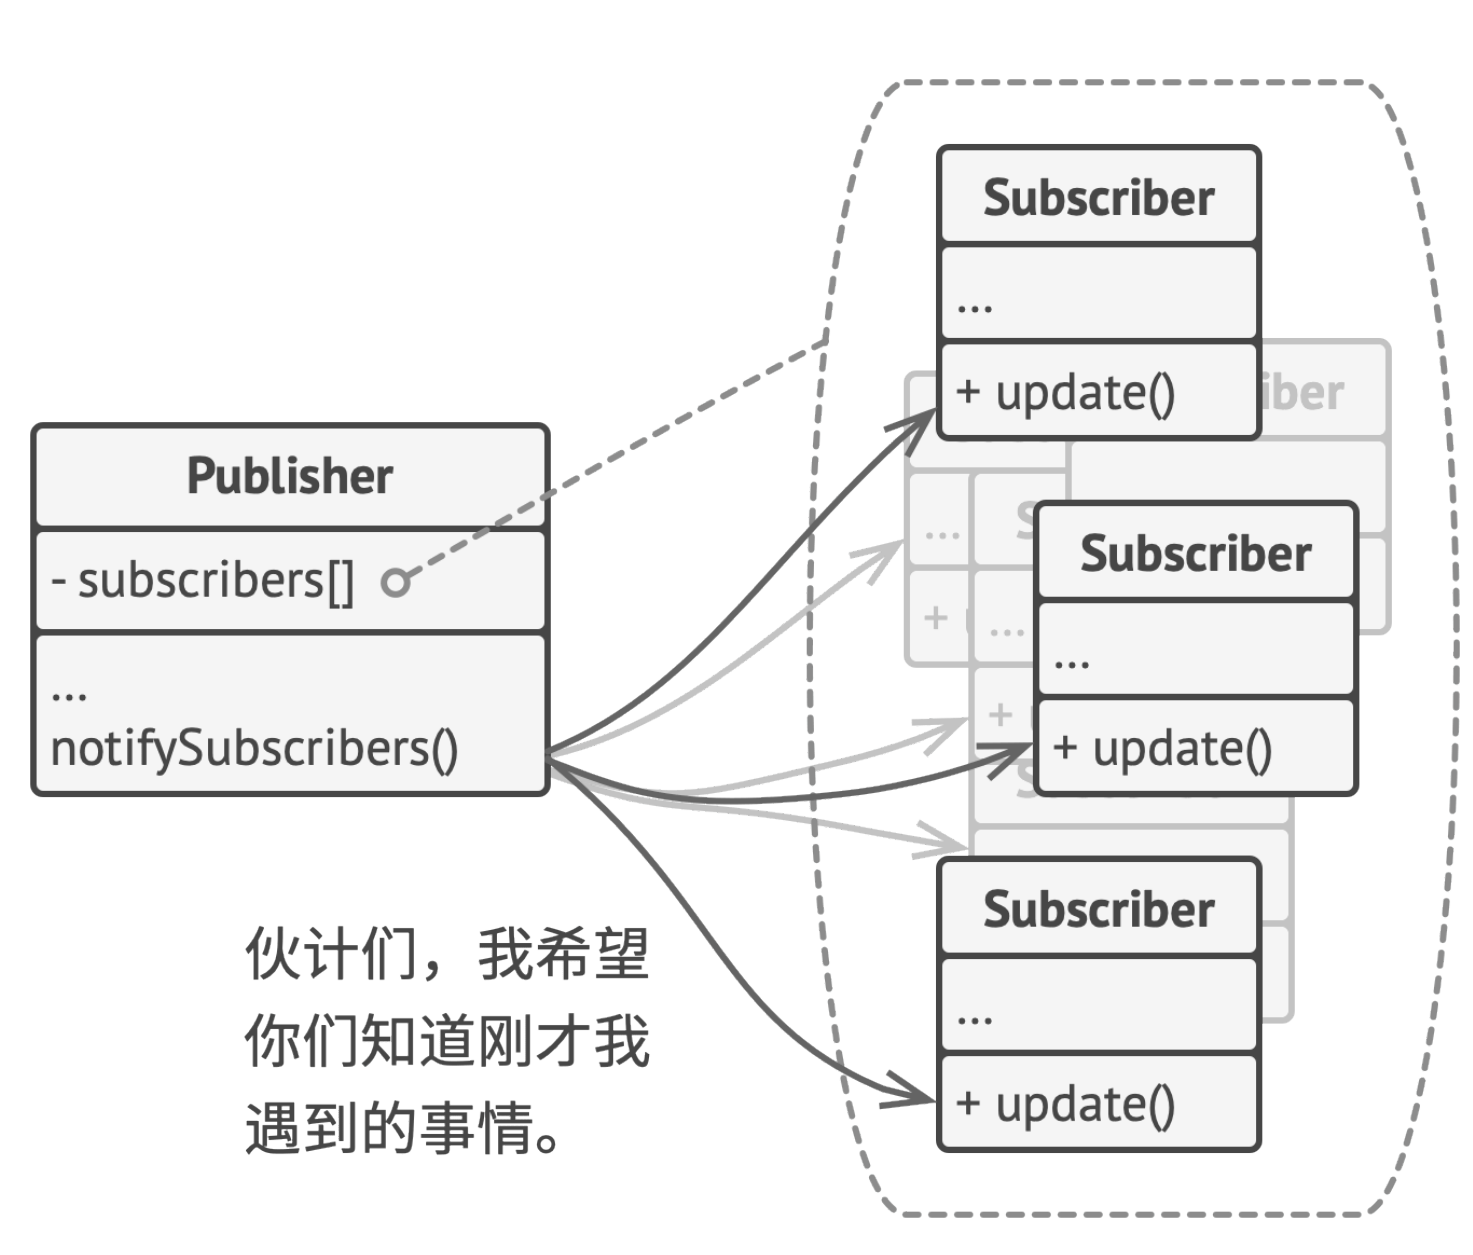 Subscriber
...
+ update()
iber
Publisher
- subscribers[]
...
notifySubscribers()
...
+
...
+
Subscriber
...
+ update()
Subscriber
...
+ update()
伙计们，我希望
你们知道刚才我
遇到的事情。